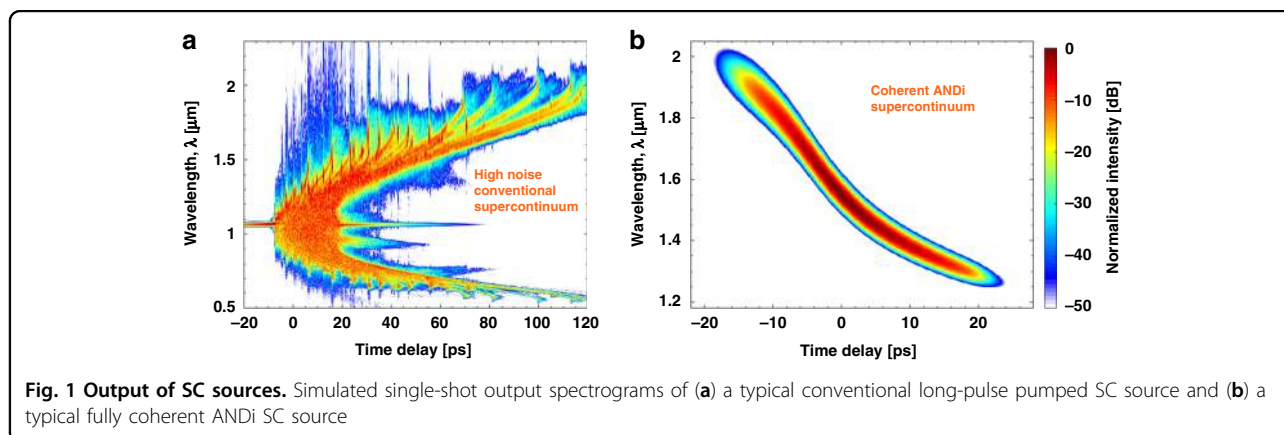 a
Wavelength, λ [μm]
2
1.5
1
0.5
High noise
conventional
supercontinuum
–20 0 20 40 60 80 100 120
Time delay [ps]
b
Wavelength, λ [μm]
2
1.8
1.6
1.4
1.2
Coherent ANDi
supercontinuum
–20 –10 0 10 20
Time delay [ps]
0
–10
–20
–30
–40
–50
Normalized intensity [dB]
Fig. 1 Output of SC sources. Simulated single-shot output spectrograms of (a) a typical conventional long-pulse pumped SC source and (b) a
typical fully coherent ANDi SC source